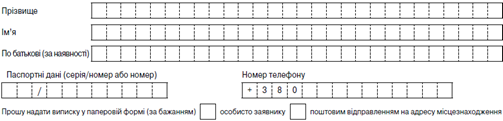 Прізвище
Ім'я
По батькові (за наявності)
Паспортні дані (серія/номер або номер) Номер телефону
/ + 3 8 0
Прошу надати виписку у паперовій формі (за бажанням) особисто заявнику поштовим відправленням на адресу місцезнаходження